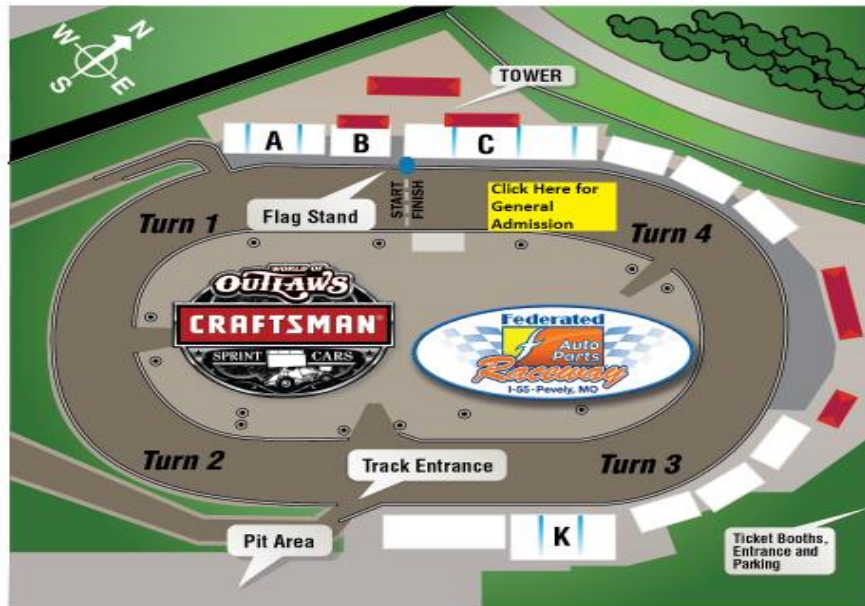 N
W
E
S
TOWER
A
B
C
Flag Stand
START
FINISH
Click Here for
General
Admission
Turn 1
Turn 4
WORLD OF
OUTLAWS
CRAFTSMAN®
SPRINT CARS
Federated
f Auto
Parts
Raceway
I-55 - Pevely, MO
Turn 2
Turn 3
Track Entrance
Pit Area
K
Ticket Booths,
Entrance and
Parking